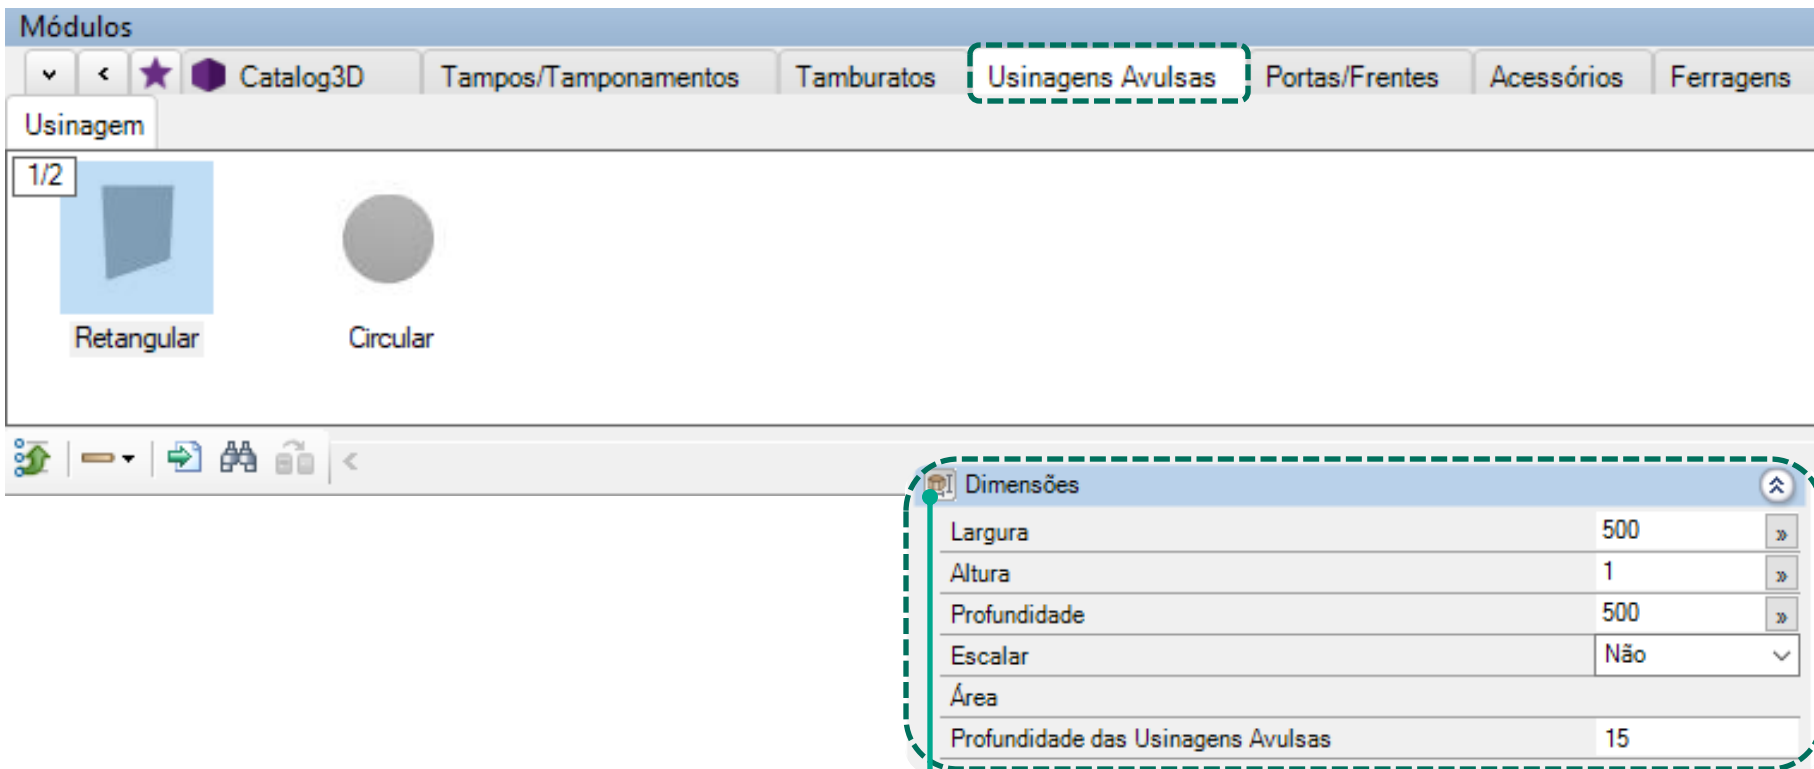 Módulos
Catalog3D Tampos/Tamponamentos Tamburatos Usinagens Avulsas Portas/Frentes Acessórios Ferragens
Usinagem
1/2
Retangular Circular
Dimensões
Largura 500
Altura 1
Profundidade 500
Escalar Não
Área
Profundidade das Usinagens Avulsas 15